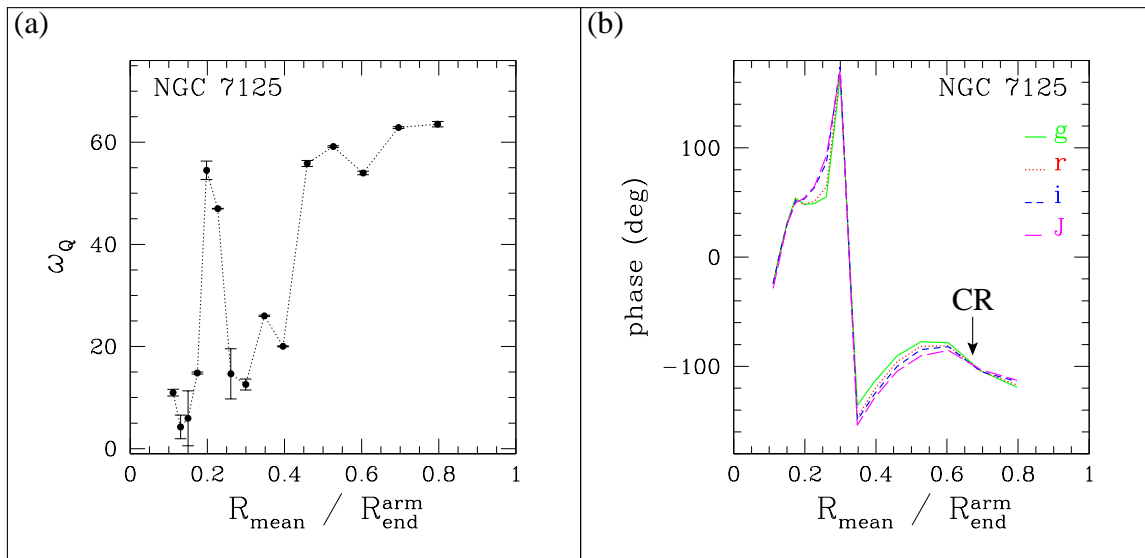 (a)
NGC 7125
ω_Q
60
40
20
0
0 0.2 0.4 0.6 0.8 1
R_mean / R_end^arm
(b)
NGC 7125
g
r
i
J
CR
phase (deg)
100
0
−100
0 0.2 0.4 0.6 0.8 1
R_mean / R_end^arm